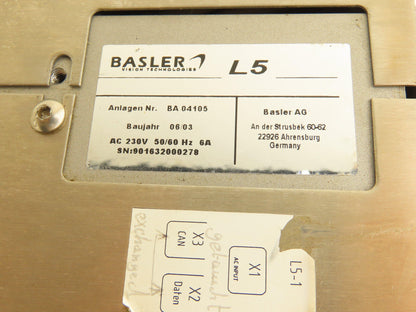 BASLER
VISION TECHNOLOGIES
L5
Anlagen Nr. BA 04105
Baujahr 06/03
AC 230V 50/60 Hz 6A
SN:901632000278
Basler AG
An der Strusbek 60-62
22926 Ahrensburg
Germany
exchanged
X3
CAN
X2
Daten
getauscht
X1
AC INPUT
L5-1